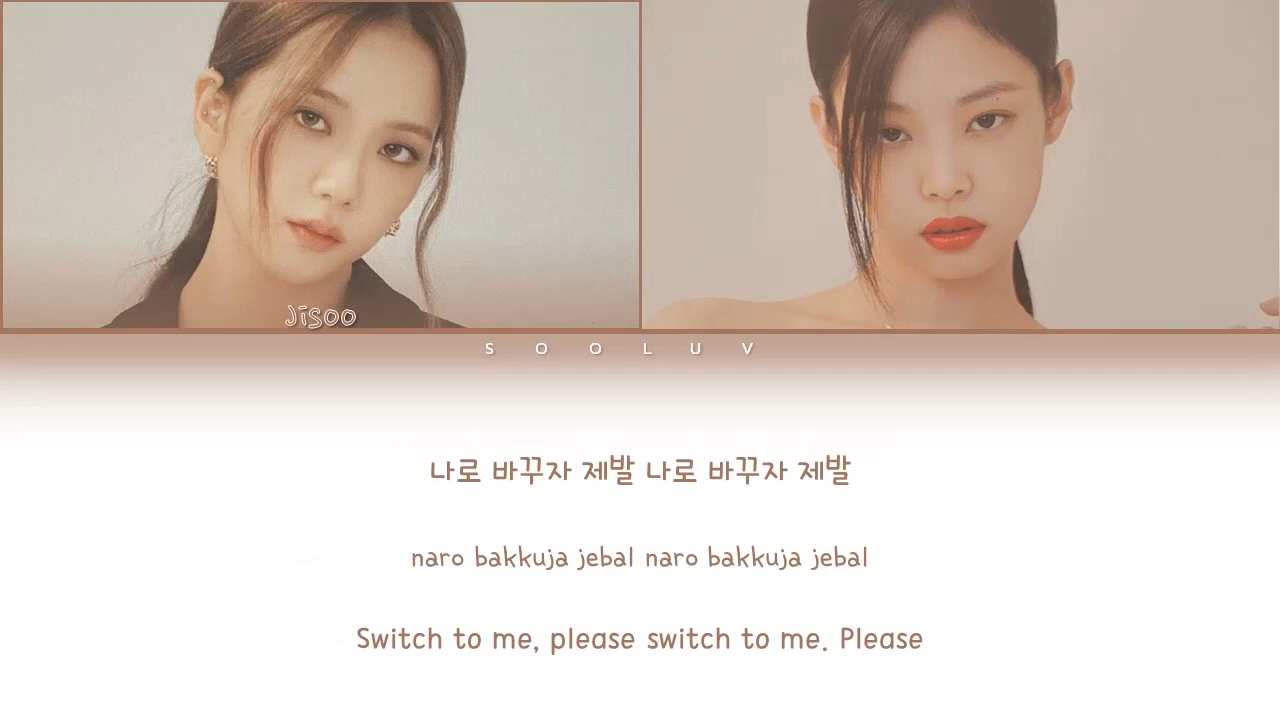 Jisoo
SOOLUV
나로 바꾸자 제발 나로 바꾸자 제발
naro bakkuja jebal naro bakkuja jebal
Switch to me, please switch to me. Please